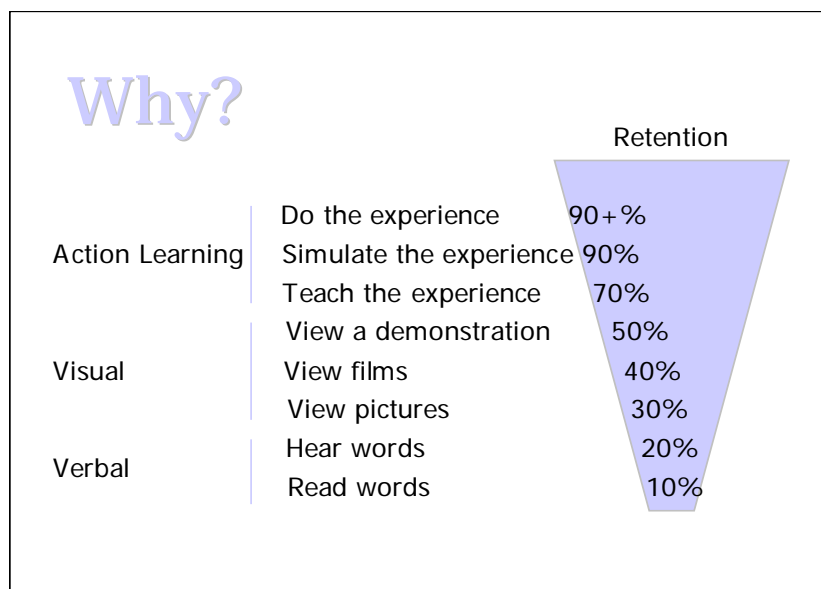 Why?
Retention
Do the experience 90+%
Action Learning Simulate the experience 90%
Teach the experience 70%
View a demonstration 50%
Visual View films 40%
View pictures 30%
Hear words 20%
Verbal
Read words 10%